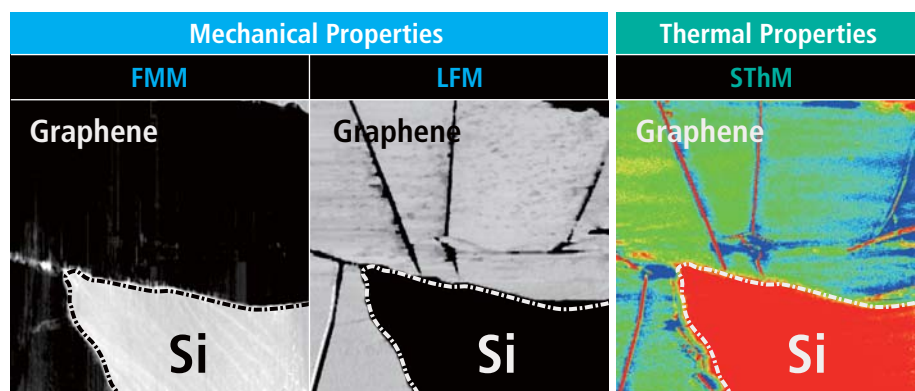 Mechanical Properties
Thermal Properties
FMM
LFM
SThM
Graphene
Graphene
Graphene
Si
Si
Si